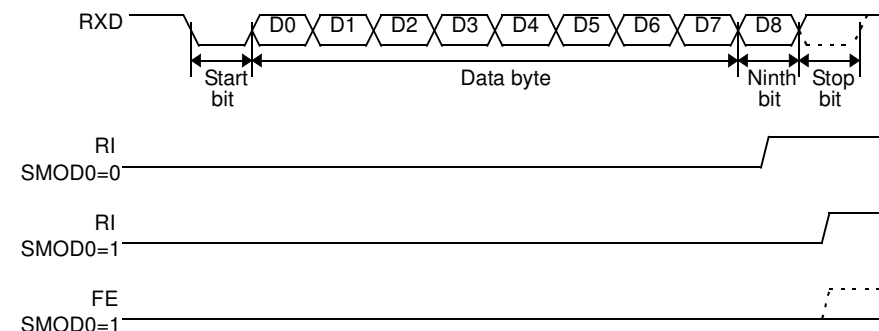 RXD D0 D1 D2 D3 D4 D5 D6 D7 D8
Start bit
Data byte
Ninth bit
Stop bit
RI
SMOD0=0
RI
SMOD0=1
FE
SMOD0=1